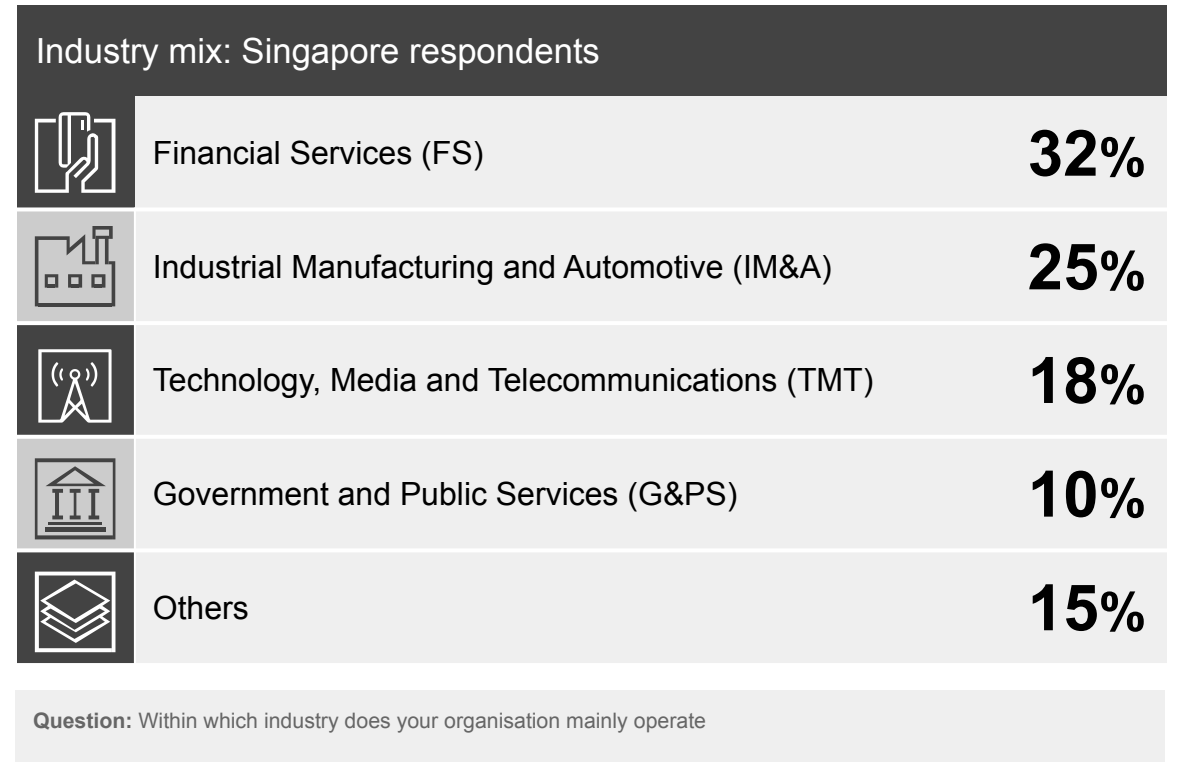 Industry mix: Singapore respondents
Financial Services (FS) 32%
Industrial Manufacturing and Automotive (IM&A) 25%
Technology, Media and Telecommunications (TMT) 18%
Government and Public Services (G&PS) 10%
Others 15%
Question: Within which industry does your organisation mainly operate